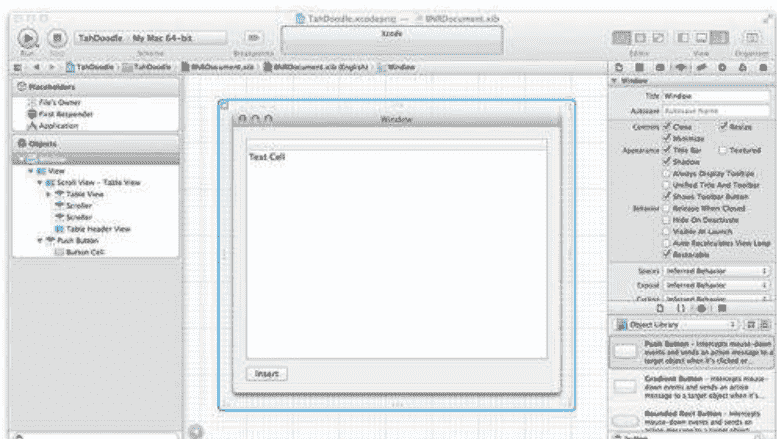 TahDoodle.xcodeproj — BNRDocument.xib
Run Stop
TahDoodle My Mac 64-bit
Scheme
Breakpoints
Xcode
Editor View Organizer
TahDoodle TahDoodle BNRDocument.xib BNRDocument.xib (English) Window
Placeholders
File's Owner
First Responder
Application
Objects
Window
View
Scroll View - Table View
Table View
Scroller
Scroller
Table Header View
Push Button
Button Cell
Window
Text Cell
Insert
Window
Title Window
Autosave Autosave Name
Controls Close Resize
Minimize
Appearance Title Bar Textured
Shadow
Always Display Tooltips
Unified Title And Toolbar
Shows Toolbar Button
Behavior Release When Closed
Hide On Deactivate
Visible At Launch
Auto Recalculates View Loop
Restorable
Spaces Inferred Behavior
Exposé Inferred Behavior
Cycling Inferred Behavior
Object Library
Push Button - Intercepts mouse-down
events and sends an action message to a
target object when it's clicked or...
Gradient Button - Intercepts mouse-
down events and sends an action
message to a target object when it's...
Rounded Rect Button - Intercepts
mouse-down events and sends an